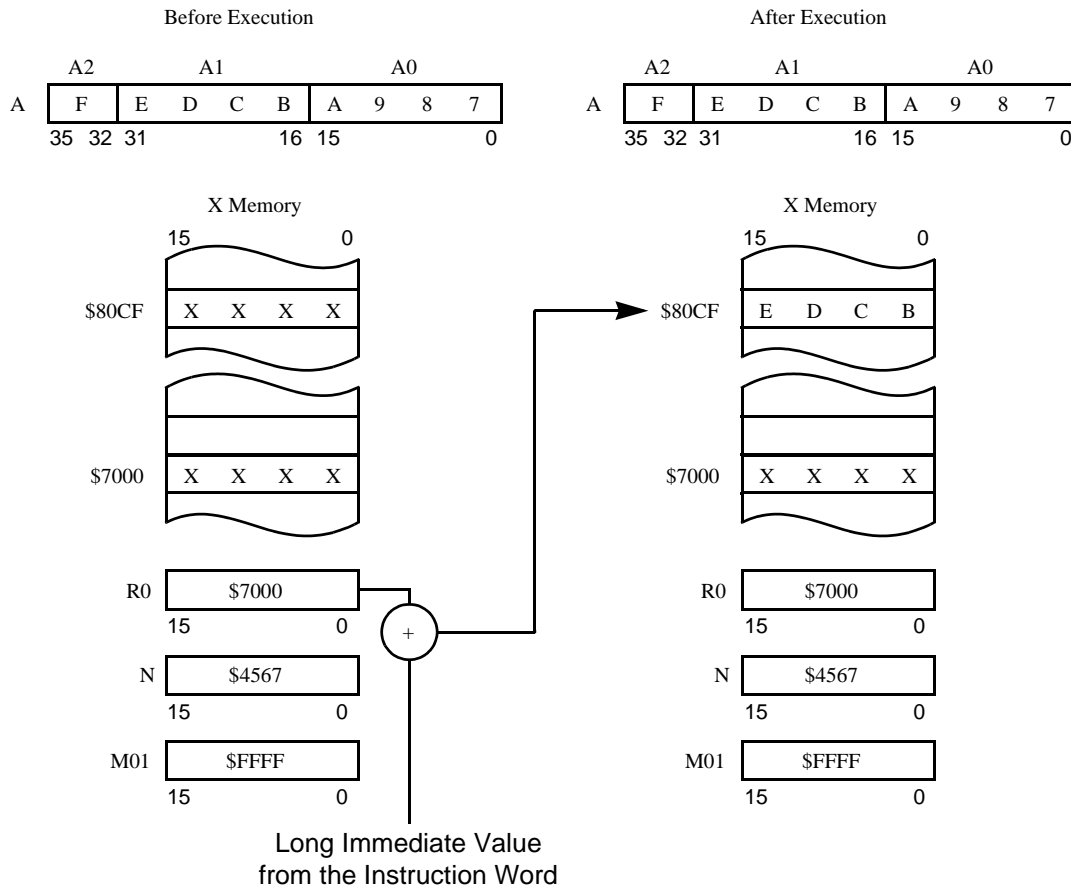 Before Execution After Execution
A2 A1 A0 A2 A1 A0
A F E D C B A 9 8 7 A F E D C B A 9 8 7
35 32 31 16 15 0 35 32 31 16 15 0
X Memory X Memory
15 0 15 0
$80CF X X X X $80CF E D C B
$7000 X X X X $7000 X X X X
R0 $7000 R0 $7000
15 0 + 15 0
N $4567 N $4567
15 0 15 0
M01 $FFFF M01 $FFFF
15 0 15 0
Long Immediate Value
from the Instruction Word